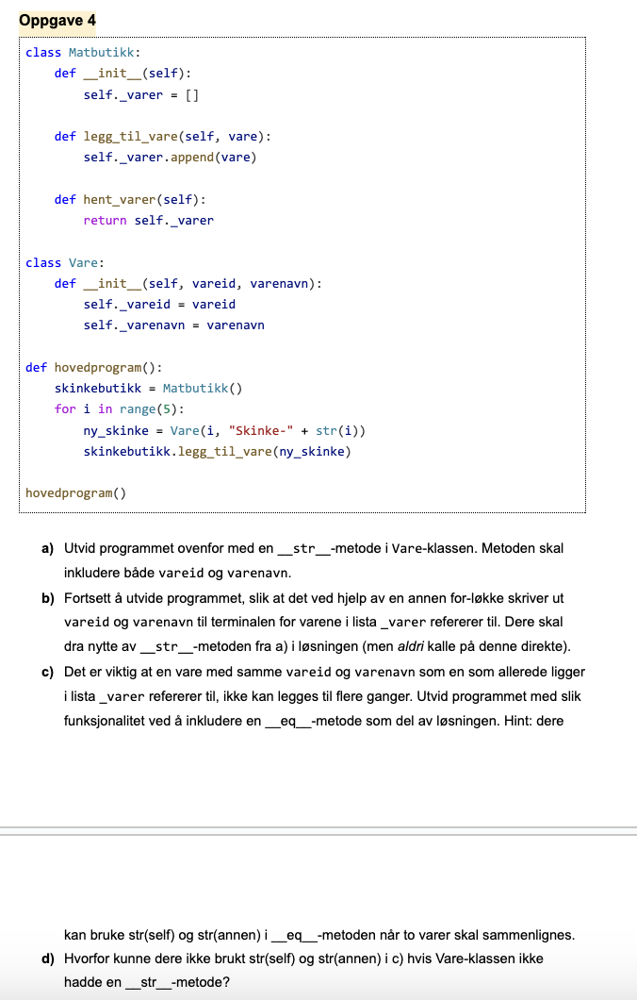 Oppgave 4
class Matbutikk:
    def __init__(self):
        self._varer = []
    def legg_til_vare(self, vare):
        self._varer.append(vare)
    def hent_varer(self):
        return self._varer
class Vare:
    def __init__(self, vareid, varenavn):
        self._vareid = vareid
        self._varenavn = varenavn
def hovedprogram():
    skinkebutikk = Matbutikk()
    for i in range(5):
        ny_skinke = Vare(i, "Skinke-" + str(i))
        skinkebutikk.legg_til_vare(ny_skinke)
hovedprogram()
a) Utvid programmet ovenfor med en __str__-metode i Vare-klassen. Metoden skal
inkludere både vareid og varenavn.
b) Fortsett å utvide programmet, slik at det ved hjelp av en annen for-løkke skriver ut
vareid og varenavn til terminalen for varene i lista _varer refererer til. Dere skal
dra nytte av __str__-metoden fra a) i løsningen (men aldri kalle på denne direkte).
c) Det er viktig at en vare med samme vareid og varenavn som en som allerede ligger
i lista _varer refererer til, ikke kan legges til flere ganger. Utvid programmet med slik
funksjonalitet ved å inkludere en __eq__-metode som del av løsningen. Hint: dere
kan bruke str(self) og str(annen) i __eq__-metoden når to varer skal sammenlignes.
d) Hvorfor kunne dere ikke brukt str(self) og str(annen) i c) hvis Vare-klassen ikke
hadde en __str__-metode?